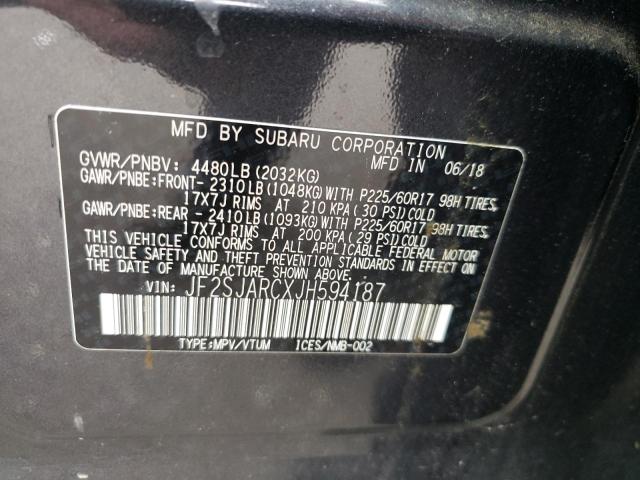 MFD BY SUBARU CORPORATION
GVWR/PNBV: 4480LB(2032KG) MFD IN 06/18
GAWR/PNBE:FRONT- 2310LB(1048KG)WITH P225/60R17 98H TIRES,
17X7J RIMS AT 210 KPA(30 PSI)COLD
GAWR/PNBE:REAR - 2410LB(1093KG)WITH P225/60R17 98H TIRES,
17X7J RIMS AT 200 KPA(29 PSI)COLD
THIS VEHICLE CONFORMS TO ALL APPLICABLE FEDERAL MOTOR
VEHICLE SAFETY AND THEFT PREVENTION STANDARDS IN EFFECT
ON THE DATE OF MANUFACTURE SHOWN ABOVE.
VIN: JF2SJARCXJH594187
TYPE:MPV/VTUM ICES/NMB-002